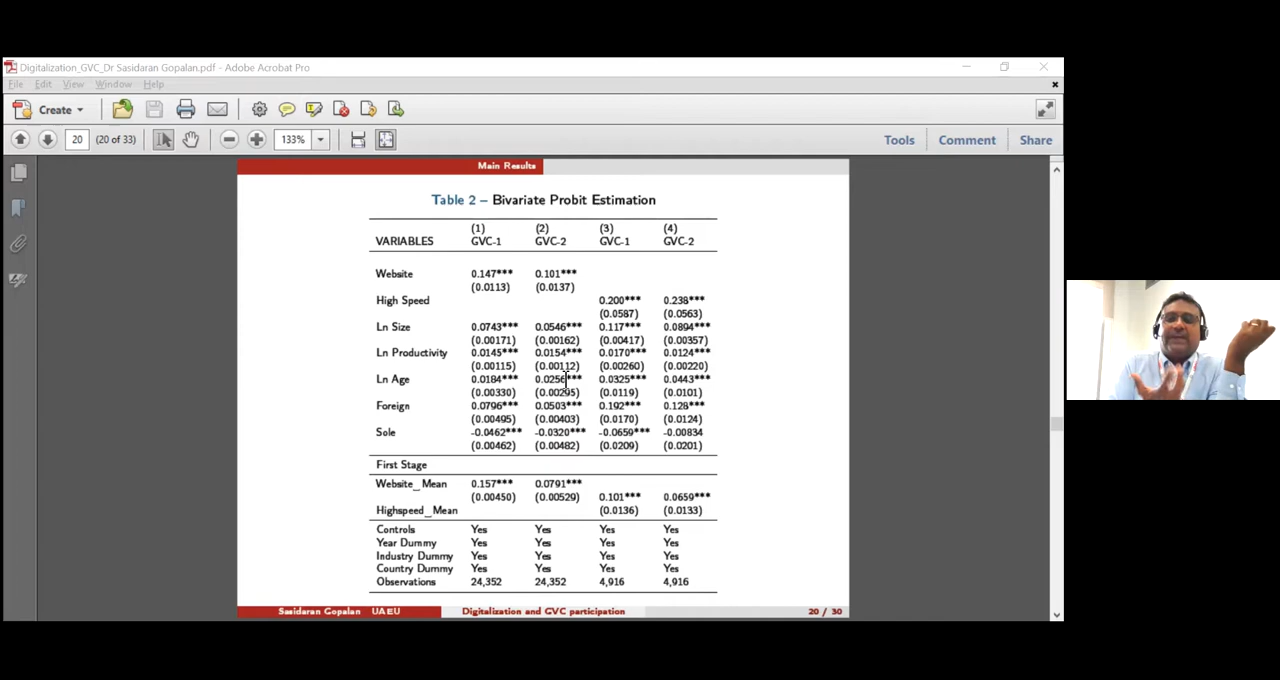 Digitalization_GVC_Dr Sasidaran Gopalan.pdf - Adobe Acrobat Pro
File Edit View Window Help
Create
20 (20 of 33) 133% Tools Comment Share
Main Results
Table 2 – Bivariate Probit Estimation
(1) (2) (3) (4)
VARIABLES GVC-1 GVC-2 GVC-1 GVC-2
Website 0.147*** 0.101***
(0.0113) (0.0137)
High Speed 0.200*** 0.238***
(0.0587) (0.0563)
Ln Size 0.0743*** 0.0546*** 0.117*** 0.0894***
(0.00171) (0.00162) (0.00417) (0.00357)
Ln Productivity 0.0145*** 0.0154*** 0.0170*** 0.0124***
(0.00115) (0.00112) (0.00260) (0.00220)
Ln Age 0.0184*** 0.0256*** 0.0325*** 0.0443***
(0.00330) (0.00295) (0.0119) (0.0101)
Foreign 0.0796*** 0.0503*** 0.192*** 0.128***
(0.00495) (0.00403) (0.0170) (0.0124)
Sole -0.0462*** -0.0320*** -0.0659*** -0.00834
(0.00462) (0.00482) (0.0209) (0.0201)
First Stage
Website_Mean 0.157*** 0.0791***
(0.00450) (0.00529) 0.101*** 0.0659***
Highspeed_Mean (0.0136) (0.0133)
Controls Yes Yes Yes Yes
Year Dummy Yes Yes Yes Yes
Industry Dummy Yes Yes Yes Yes
Country Dummy Yes Yes Yes Yes
Observations 24,352 24,352 4,916 4,916
Sasidaran Gopalan UAEU Digitalization and GVC participation 20 / 30